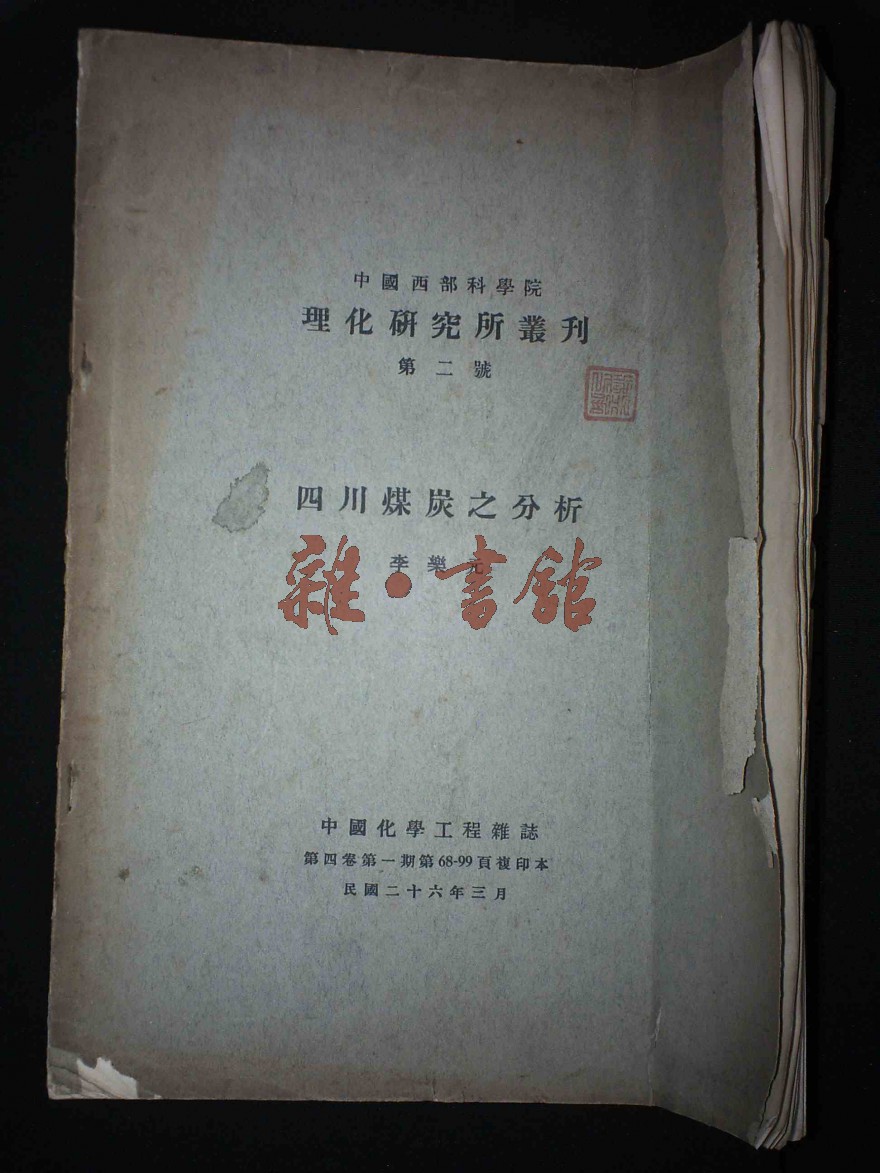 中國西部科學院
理化研究所叢刊
第二號
四川煤炭之分析
李樂元
雜·書館
中國化學工程雜誌
第四卷第一期第68-99頁複印本
民國二十六年三月